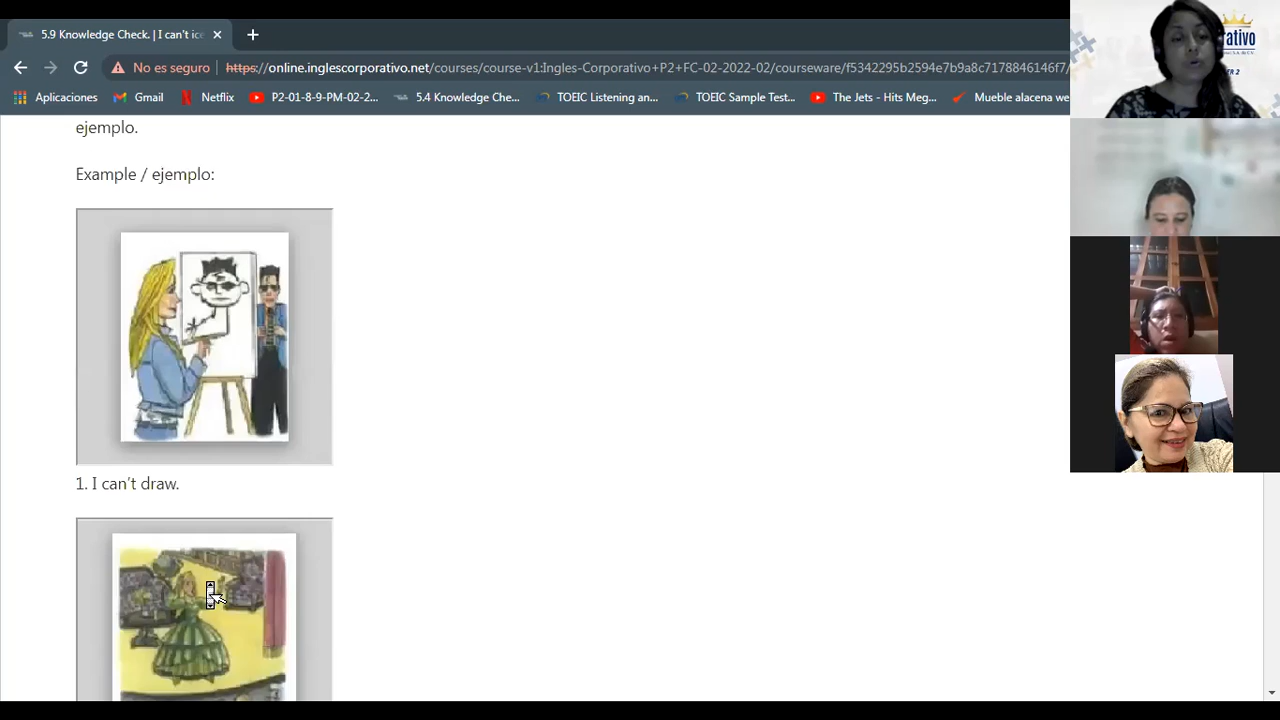 5.9 Knowledge Check. | I can't ice
No es seguro
https://online.inglescorporativo.net/courses/course-v1:Ingles-Corporativo+P2+FC-02-2022-02/courseware/f5342295b2594e7b9a8c7178846146f7/
Aplicaciones
Gmail
Netflix
P2-01-8-9-PM-02-2...
5.4 Knowledge Che...
TOEIC Listening an...
TOEIC Sample Test...
The Jets - Hits Meg...
Mueble alacena we
rativo
ejemplo.
Example / ejemplo:
1. I can't draw.